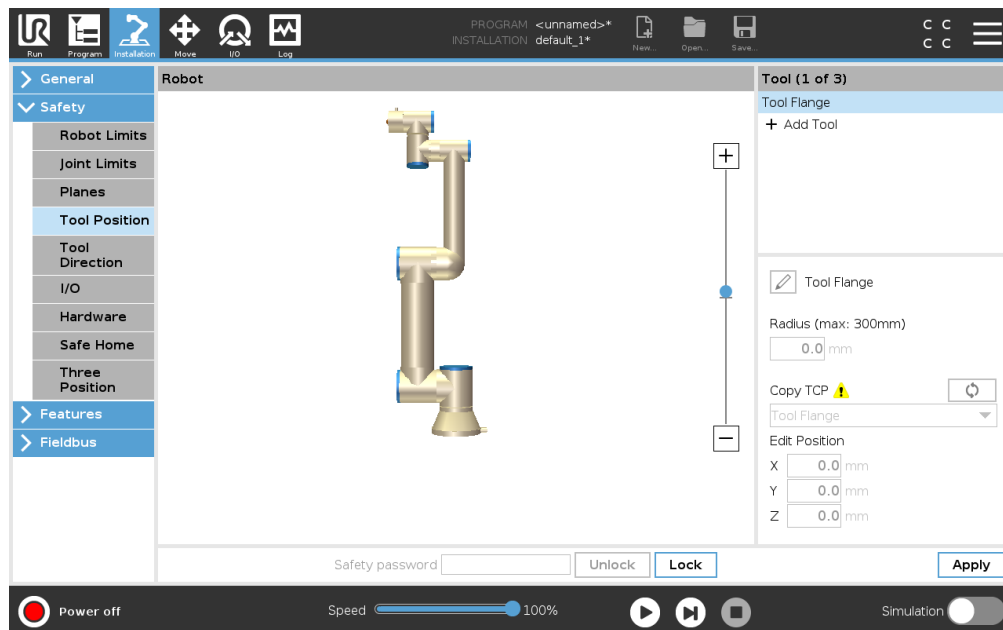 UR
Run
Program
Installation
Move
I/O
Log
PROGRAM <unnamed>*
INSTALLATION default_1*
New...
Open...
Save...
C C
C C
General
Safety
Robot Limits
Joint Limits
Planes
Tool Position
Tool
Direction
I/O
Hardware
Safe Home
Three
Position
Features
Fieldbus
Robot
Tool (1 of 3)
Tool Flange
+ Add Tool
Tool Flange
Radius (max: 300mm)
0.0 mm
Copy TCP
Tool Flange
Edit Position
X 0.0 mm
Y 0.0 mm
Z 0.0 mm
Safety password
Unlock
Lock
Apply
Power off
Speed
100%
Simulation